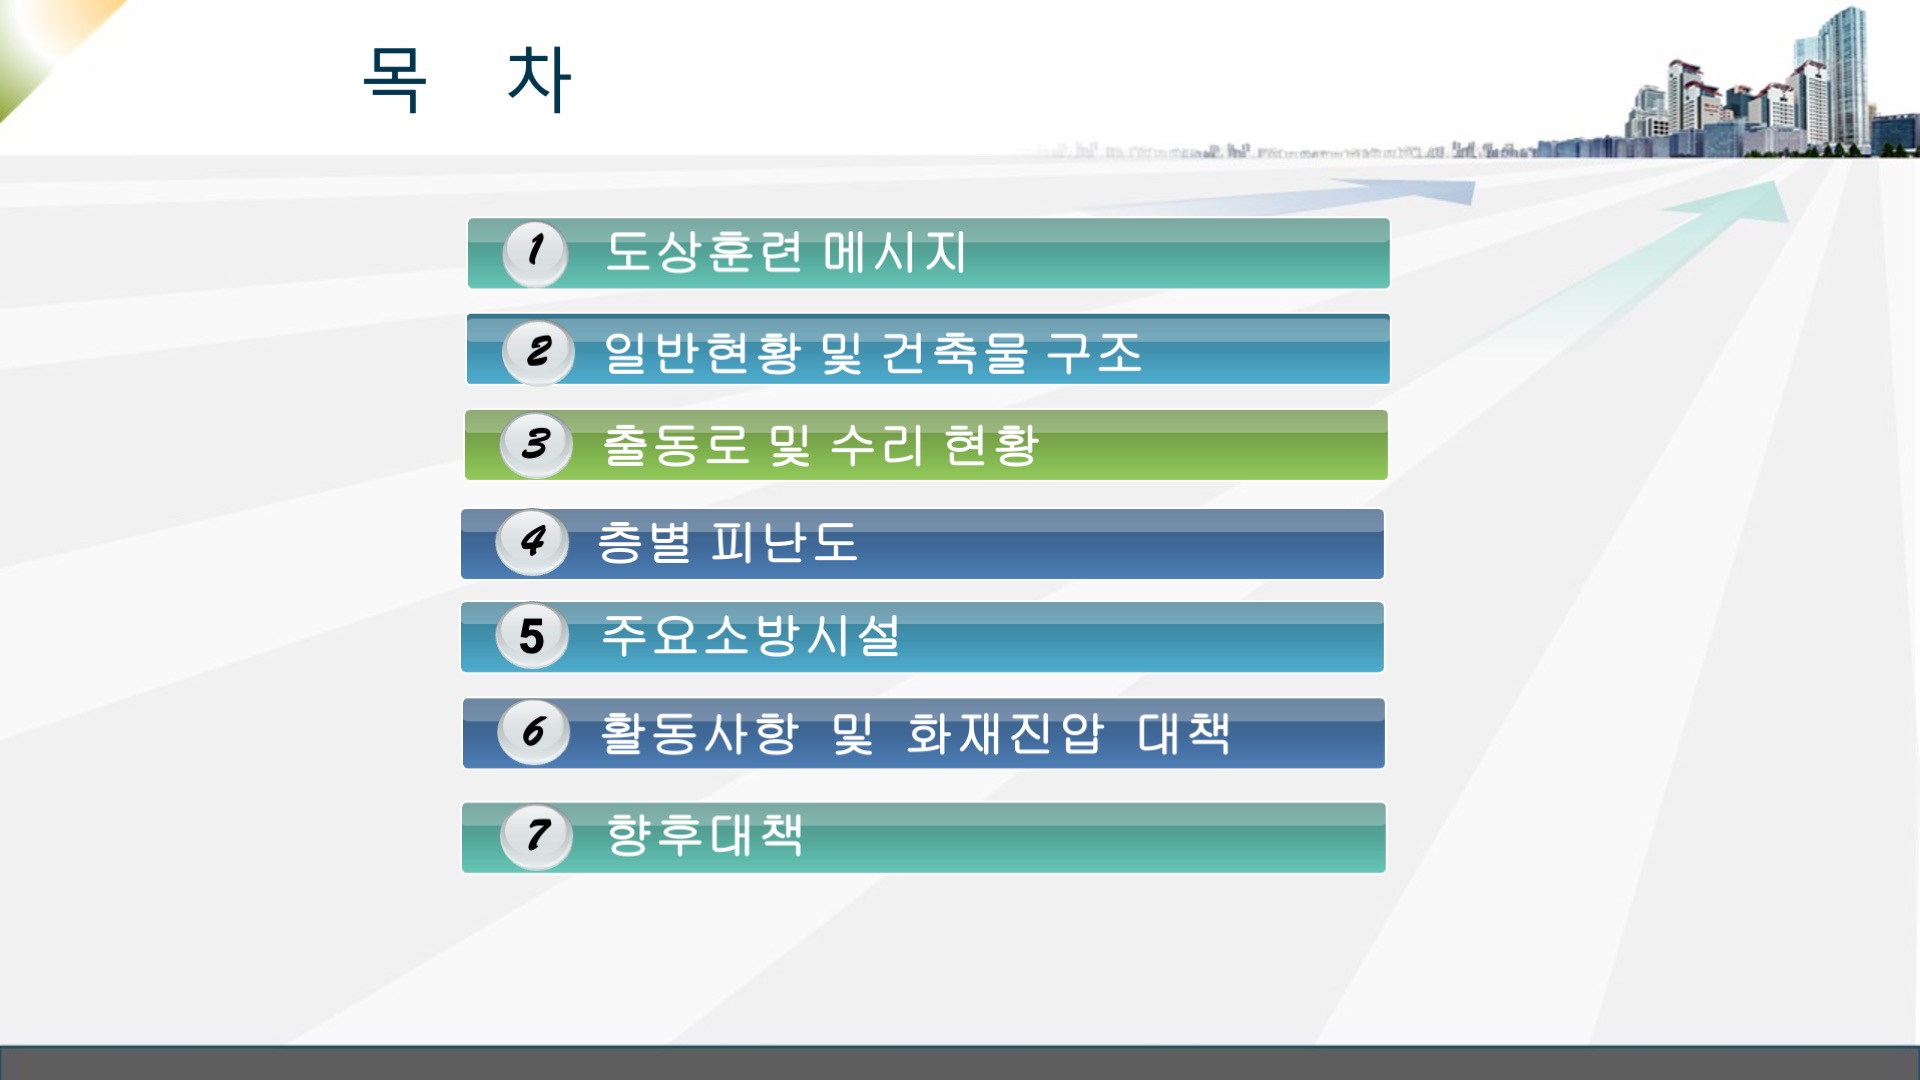 목 차
1 도상훈련 메시지
2 일반현황 및 건축물 구조
3 출동로 및 수리 현황
4 층별 피난도
5 주요소방시설
6 활동사항 및 화재진압 대책
7 향후대책